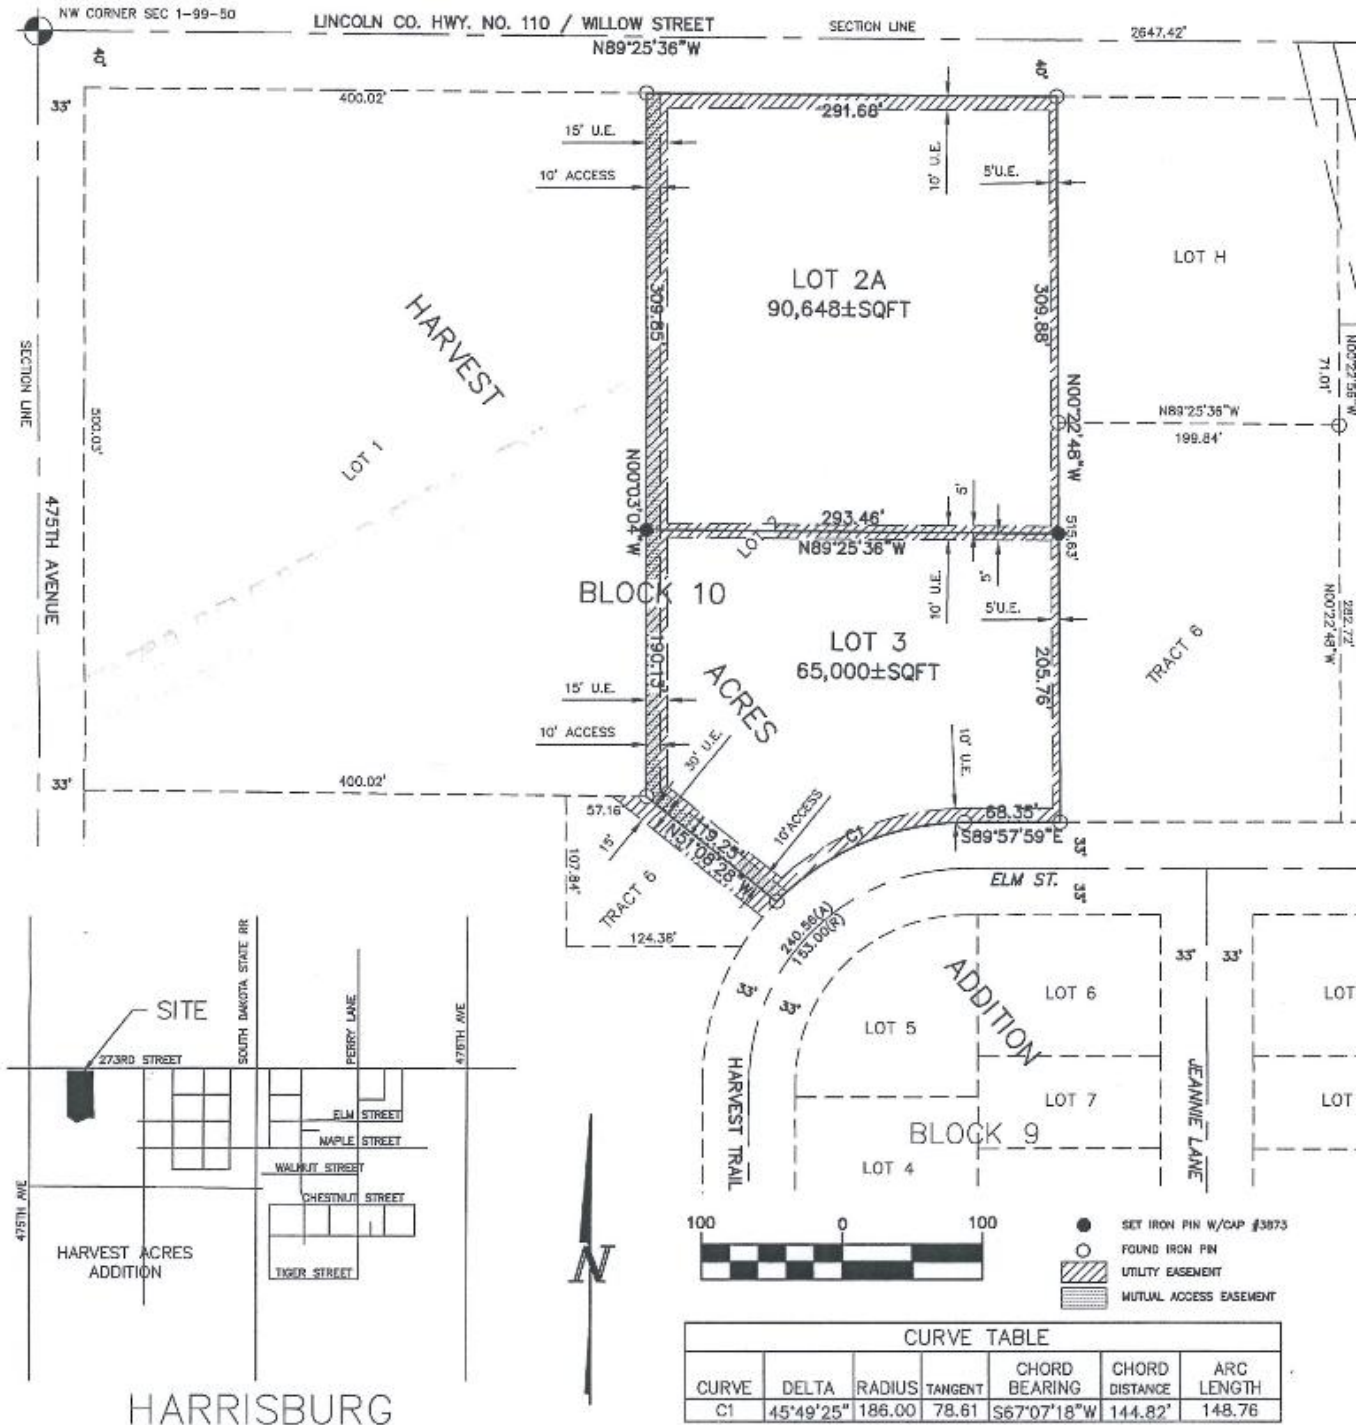 NW CORNER SEC 1-99-50
LINCOLN CO. HWY. NO. 110 / WILLOW STREET
N89°25'36"W
SECTION LINE
2647.42'
40'
33'
400.02'
40'
291.68'
15' U.E.
10' ACCESS
10' U.E.
5'U.E.
LOT 2A
90,648±SQFT
309.85'
309.88'
LOT H
HARVEST
LOT 1
SECTION LINE
500.03'
475TH AVENUE
N00°22'56"W
71.01'
N89°25'36"W
199.84'
N00°22'48"W
N00°03'04"W
293.46'
N89°25'36"W
LOT 2
5'
5'
515.63'
BLOCK 10
10' U.E.
5'U.E.
LOT 3
65,000±SQFT
190.15'
205.76'
TRACT 6
282.72'
N00°22'48"W
ACRES
15' U.E.
10' ACCESS
30' U.E.
10' U.E.
33'
400.02'
57.16
15'
119.25'
N51°08'28"W
10'ACCESS
C1
68.35'
S89°57'59"E
33'
ELM ST.
33'
107.84'
TRACT 6
124.36'
240.56(A)
153.00(R)
33'
33'
ADDITION
LOT 5
LOT 6
33'
33'
LOT
HARVEST TRAIL
LOT 7
JEANNIE LANE
LOT
BLOCK 9
LOT 4
SITE
273RD STREET
SOUTH DAKOTA STATE RR
PERRY LANE
476TH AVE
ELM STREET
MAPLE STREET
WALNUT STREET
CHESTNUT STREET
475TH AVE
HARVEST ACRES
ADDITION
TIGER STREET
HARRISBURG
N
100 0 100
SET IRON PIN W/CAP #3873
FOUND IRON PIN
UTILITY EASEMENT
MUTUAL ACCESS EASEMENT
CURVE TABLE
CURVE DELTA RADIUS TANGENT CHORD BEARING CHORD DISTANCE ARC LENGTH
C1 45°49'25" 186.00 78.61 S67°07'18"W 144.82' 148.76